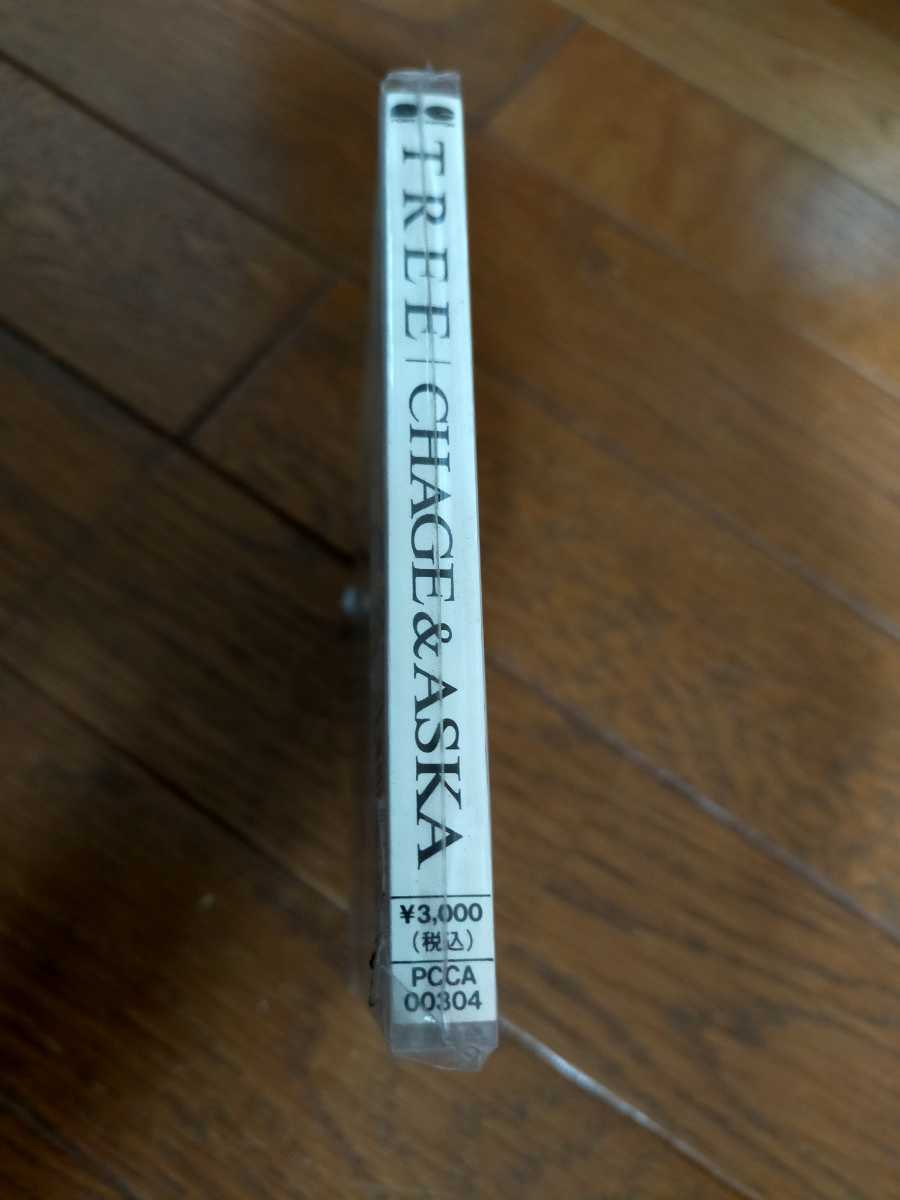 TREE | CHAGE&ASKA
¥3,000
(税込)
PCCA
00304